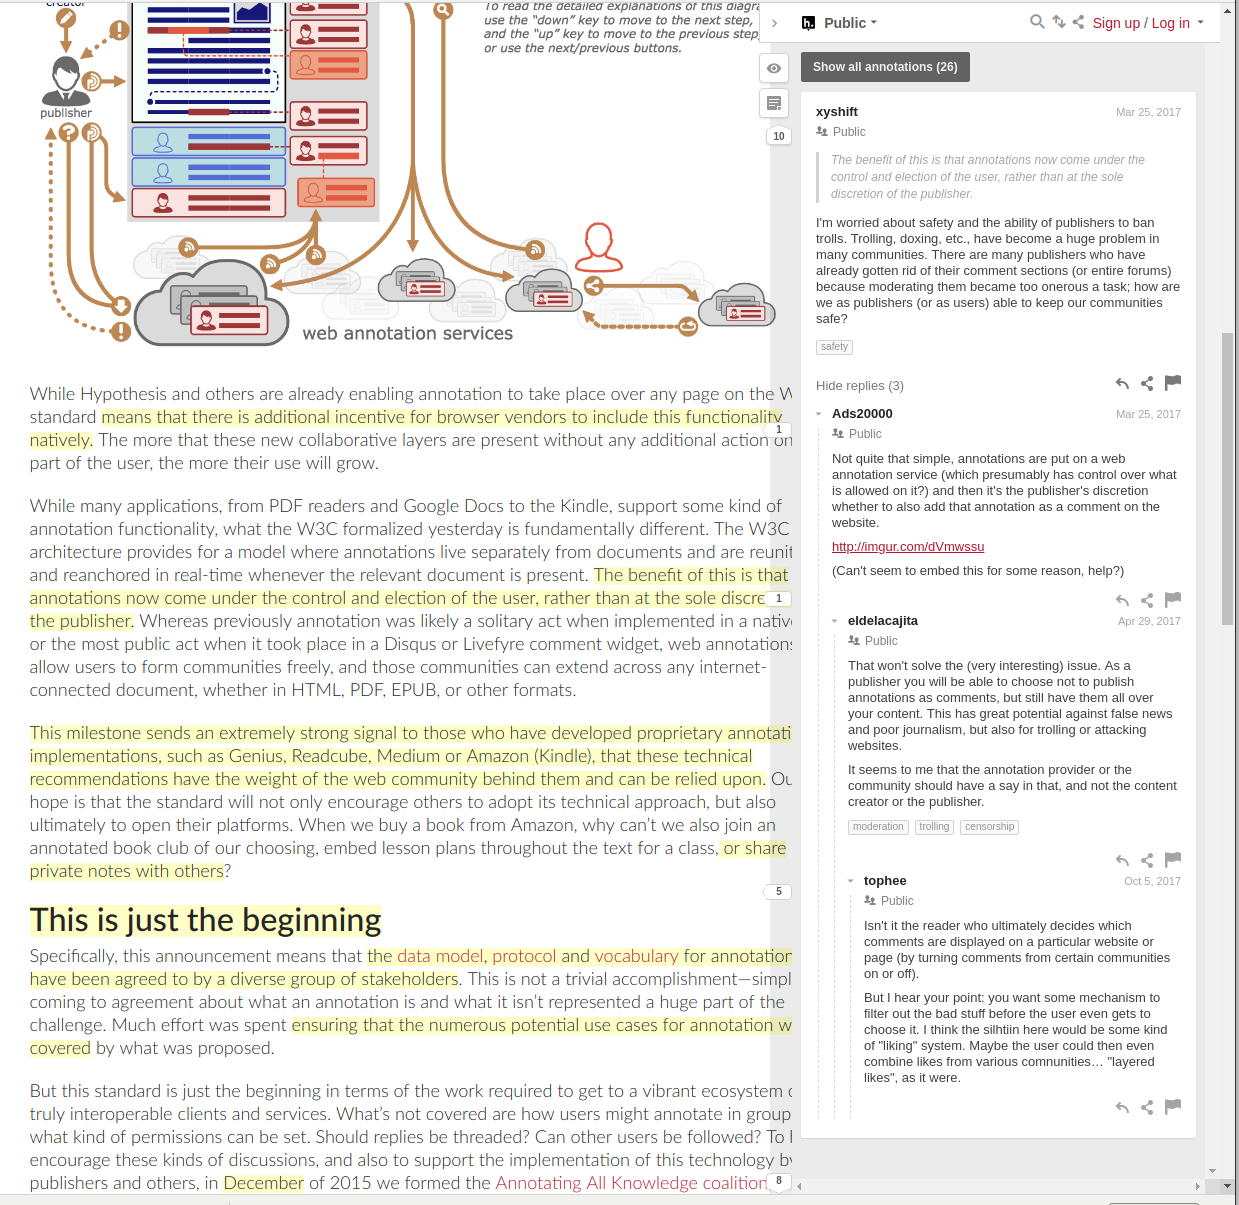 creator
publisher
To read the detailed explanations of this diagra
use the “down” key to move to the next step,
and the “up” key to move to the previous step,
or use the next/previous buttons.
web annotation services
While Hypothesis and others are already enabling annotation to take place over any page on the W
standard means that there is additional incentive for browser vendors to include this functionality
natively. The more that these new collaborative layers are present without any additional action on
part of the user, the more their use will grow.
While many applications, from PDF readers and Google Docs to the Kindle, support some kind of
annotation functionality, what the W3C formalized yesterday is fundamentally different. The W3C
architecture provides for a model where annotations live separately from documents and are reunit
and reanchored in real-time whenever the relevant document is present. The benefit of this is that
annotations now come under the control and election of the user, rather than at the sole discre
the publisher. Whereas previously annotation was likely a solitary act when implemented in a native
or the most public act when it took place in a Disqus or Livefyre comment widget, web annotations
allow users to form communities freely, and those communities can extend across any internet-
connected document, whether in HTML, PDF, EPUB, or other formats.
This milestone sends an extremely strong signal to those who have developed proprietary annotati
implementations, such as Genius, Readcube, Medium or Amazon (Kindle), that these technical
recommendations have the weight of the web community behind them and can be relied upon. Ou
hope is that the standard will not only encourage others to adopt its technical approach, but also
ultimately to open their platforms. When we buy a book from Amazon, why can’t we also join an
annotated book club of our choosing, embed lesson plans throughout the text for a class, or share
private notes with others?
This is just the beginning
Specifically, this announcement means that the data model, protocol and vocabulary for annotation
have been agreed to by a diverse group of stakeholders. This is not a trivial accomplishment—simpl
coming to agreement about what an annotation is and what it isn’t represented a huge part of the
challenge. Much effort was spent ensuring that the numerous potential use cases for annotation w
covered by what was proposed.
But this standard is just the beginning in terms of the work required to get to a vibrant ecosystem o
truly interoperable clients and services. What’s not covered are how users might annotate in group
what kind of permissions can be set. Should replies be threaded? Can other users be followed? To h
encourage these kinds of discussions, and also to support the implementation of this technology by
publishers and others, in December of 2015 we formed the Annotating All Knowledge coalition
10
1
1
5
8
h.
Public
Sign up / Log in
Show all annotations (26)
xyshift
Mar 25, 2017
Public
The benefit of this is that annotations now come under the
control and election of the user, rather than at the sole
discretion of the publisher.
I'm worried about safety and the ability of publishers to ban
trolls. Trolling, doxing, etc., have become a huge problem in
many communities. There are many publishers who have
already gotten rid of their comment sections (or entire forums)
because moderating them became too onerous a task; how are
we as publishers (or as users) able to keep our communities
safe?
safety
Hide replies (3)
Ads20000
Mar 25, 2017
Public
Not quite that simple, annotations are put on a web
annotation service (which presumably has control over what
is allowed on it?) and then it's the publisher's discretion
whether to also add that annotation as a comment on the
website.
http://imgur.com/dVmwssu
(Can't seem to embed this for some reason, help?)
eldelacajita
Apr 29, 2017
Public
That won't solve the (very interesting) issue. As a
publisher you will be able to choose not to publish
annotations as comments, but still have them all over
your content. This has great potential against false news
and poor journalism, but also for trolling or attacking
websites.
It seems to me that the annotation provider or the
community should have a say in that, and not the content
creator or the publisher.
moderation
trolling
censorship
tophee
Oct 5, 2017
Public
Isn't it the reader who ultimately decides which
comments are displayed on a particular website or
page (by turning comments from certain communities
on or off).
But I hear your point: you want some mechanism to
filter out the bad stuff before the user even gets to
choose it. I think the silhtiin here would be some kind
of "liking" system. Maybe the user could then even
combine likes from various comnunities… "layered
likes", as it were.